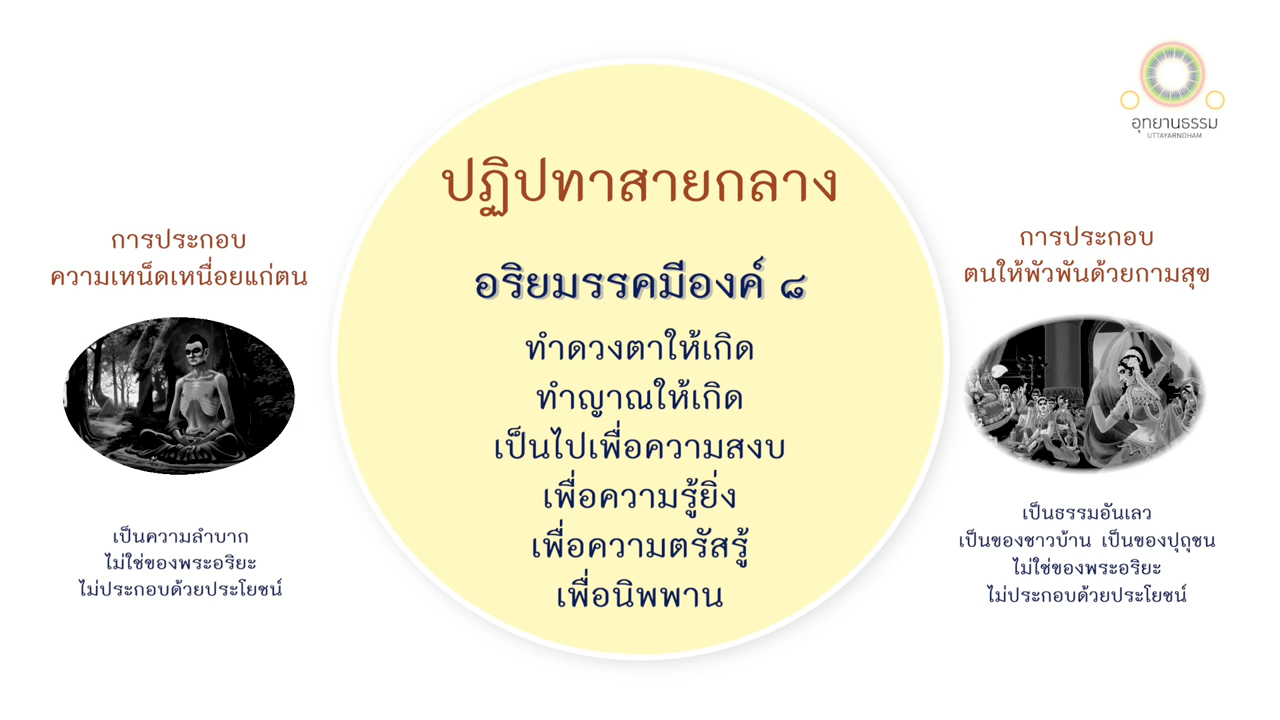 อุทยานธรรม
UTTAYARNDHAM
การประกอบ
ความเหน็ดเหนื่อยแก่ตน
เป็นความลำบาก
ไม่ใช่ของพระอริยะ
ไม่ประกอบด้วยประโยชน์
ปฏิปทาสายกลาง
อริยมรรคมีองค์ ๘
ทำดวงตาให้เกิด
ทำญาณให้เกิด
เป็นไปเพื่อความสงบ
เพื่อความรู้ยิ่ง
เพื่อความตรัสรู้
เพื่อนิพพาน
การประกอบ
ตนให้พัวพันด้วยกามสุข
เป็นธรรมอันเลว
เป็นของชาวบ้าน เป็นของปุถุชน
ไม่ใช่ของพระอริยะ
ไม่ประกอบด้วยประโยชน์